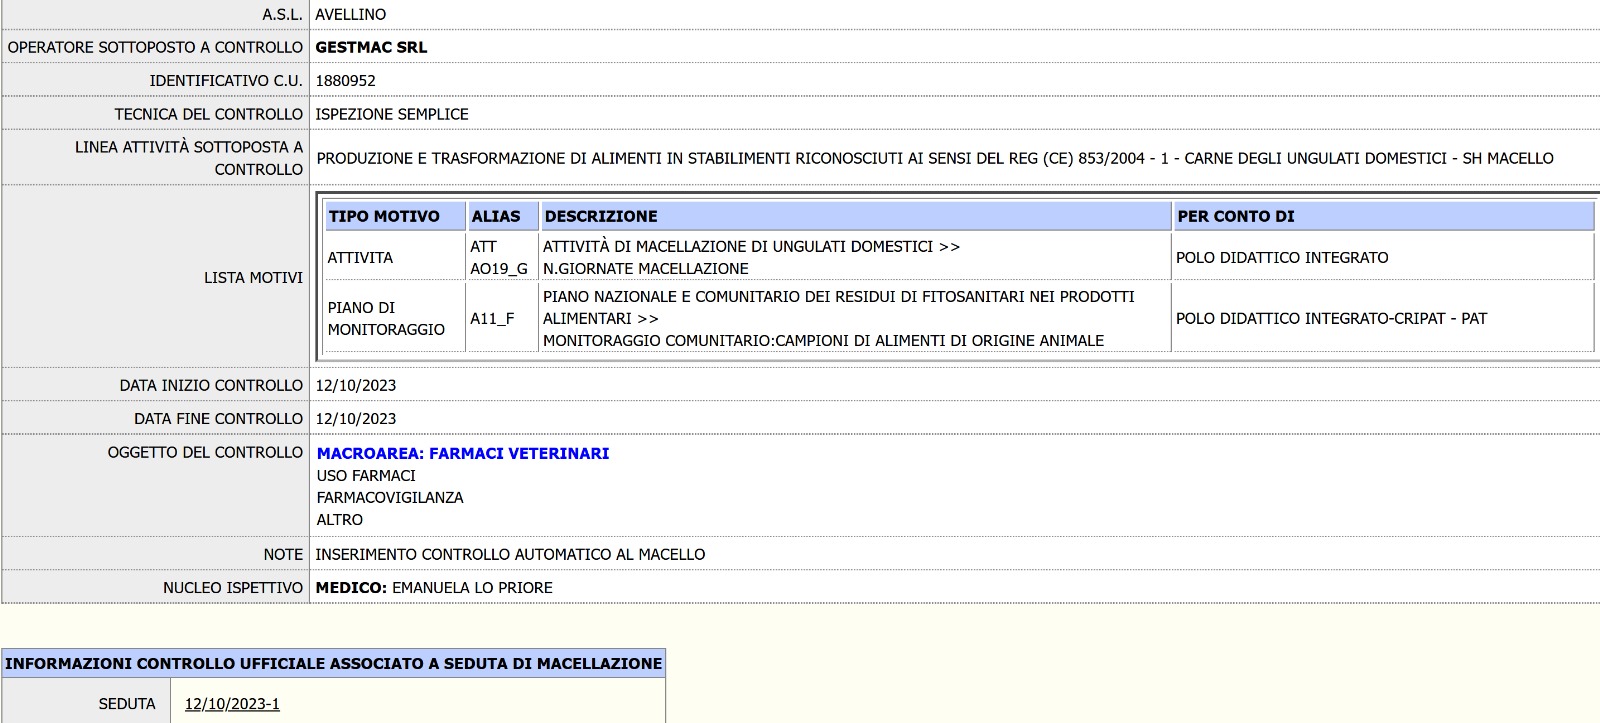 A.S.L. AVELLINO
OPERATORE SOTTOPOSTO A CONTROLLO GESTMAC SRL
IDENTIFICATIVO C.U. 1880952
TECNICA DEL CONTROLLO ISPEZIONE SEMPLICE
LINEA ATTIVITÀ SOTTOPOSTA A
CONTROLLO
PRODUZIONE E TRASFORMAZIONE DI ALIMENTI IN STABILIMENTI RICONOSCIUTI AI SENSI DEL REG (CE) 853/2004 - 1 - CARNE DEGLI UNGULATI DOMESTICI - SH MACELLO
LISTA MOTIVI
TIPO MOTIVO ALIAS DESCRIZIONE PER CONTO DI
ATTIVITA
ATT
AO19_G
ATTIVITÀ DI MACELLAZIONE DI UNGULATI DOMESTICI >>
N.GIORNATE MACELLAZIONE
POLO DIDATTICO INTEGRATO
PIANO DI
MONITORAGGIO
A11_F
PIANO NAZIONALE E COMUNITARIO DEI RESIDUI DI FITOSANITARI NEI PRODOTTI
ALIMENTARI >>
MONITORAGGIO COMUNITARIO:CAMPIONI DI ALIMENTI DI ORIGINE ANIMALE
POLO DIDATTICO INTEGRATO-CRIPAT - PAT
DATA INIZIO CONTROLLO 12/10/2023
DATA FINE CONTROLLO 12/10/2023
OGGETTO DEL CONTROLLO MACROAREA: FARMACI VETERINARI
USO FARMACI
FARMACOVIGILANZA
ALTRO
NOTE INSERIMENTO CONTROLLO AUTOMATICO AL MACELLO
NUCLEO ISPETTIVO MEDICO: EMANUELA LO PRIORE
INFORMAZIONI CONTROLLO UFFICIALE ASSOCIATO A SEDUTA DI MACELLAZIONE
SEDUTA 12/10/2023-1